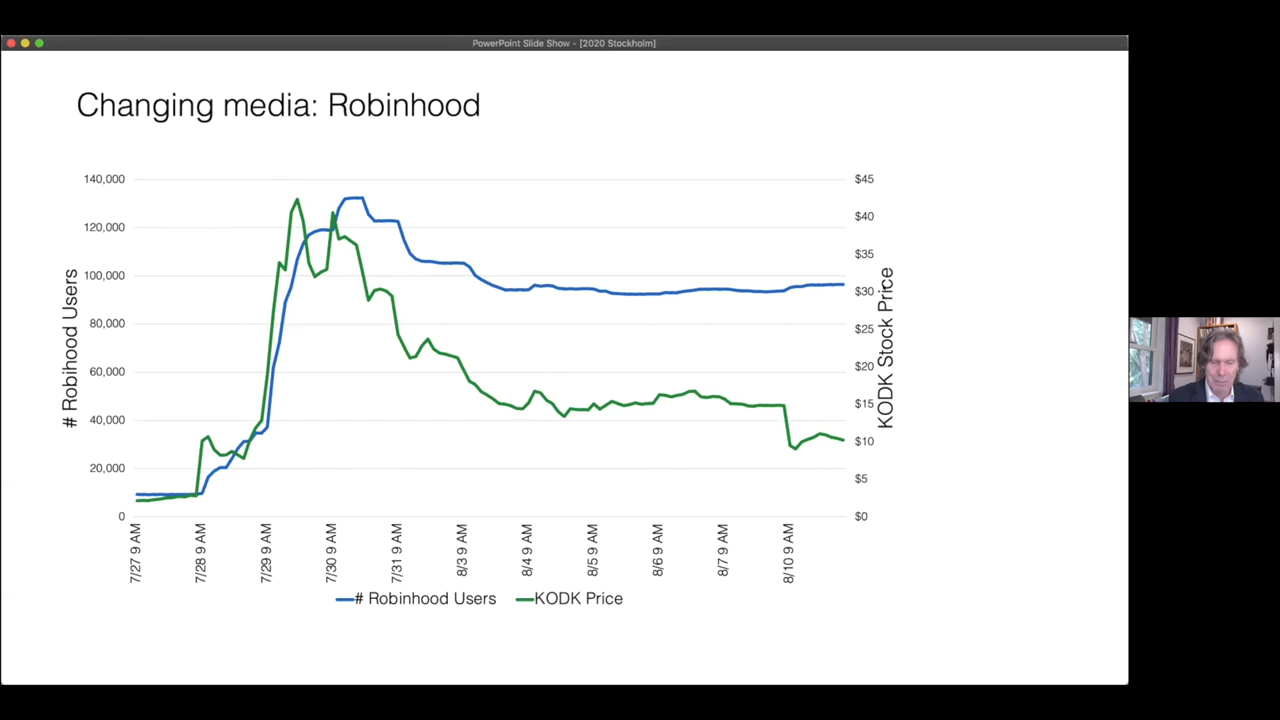 PowerPoint Slide Show - [2020 Stockholm]
Changing media: Robinhood
140,000
120,000
100,000
80,000
60,000
40,000
20,000
0
# Robihood Users
$45
$40
$35
$30
$25
$20
$15
$10
$5
$0
KODK Stock Price
7/27 9 AM
7/28 9 AM
7/29 9 AM
7/30 9 AM
7/31 9 AM
8/3 9 AM
8/4 9 AM
8/5 9 AM
8/6 9 AM
8/7 9 AM
8/10 9 AM
# Robinhood Users
KODK Price